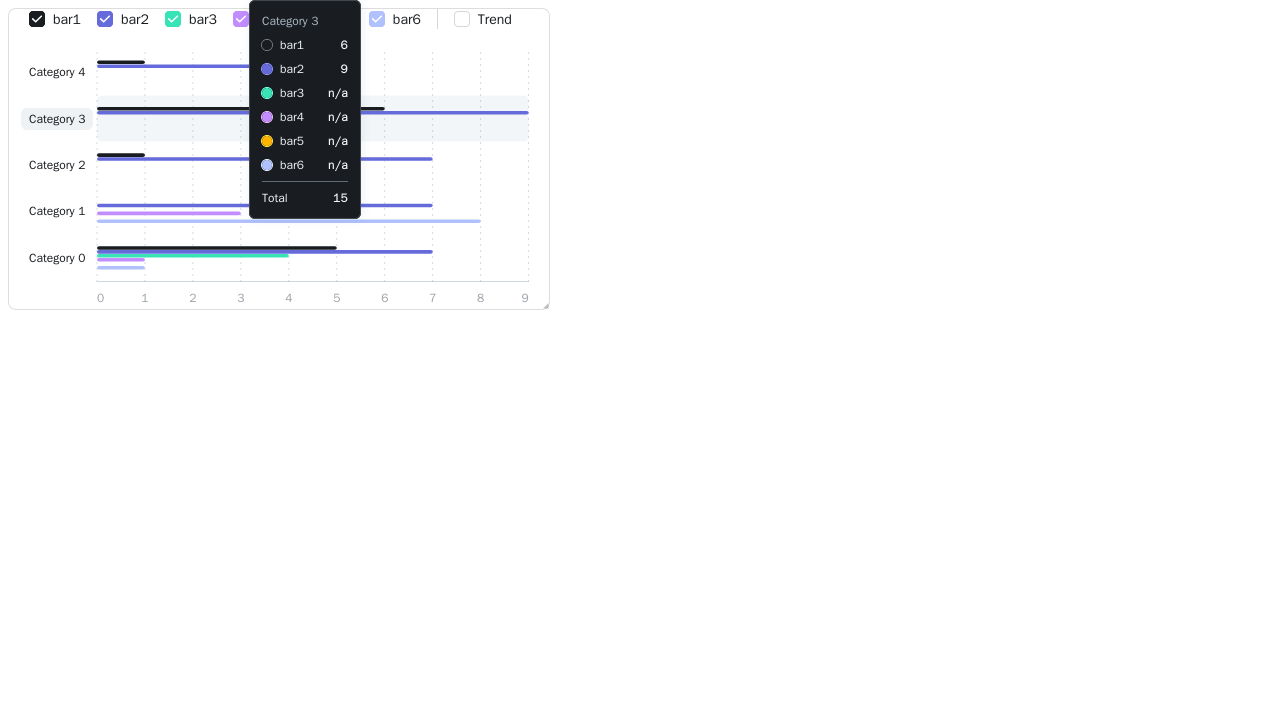 bar1 bar2 bar3 bar6 Trend
Category 3
bar1 6
bar2 9
bar3 n/a
bar4 n/a
bar5 n/a
bar6 n/a
Total 15
Category 4
Category 3
Category 2
Category 1
Category 0
0 1 2 3 4 5 6 7 8 9